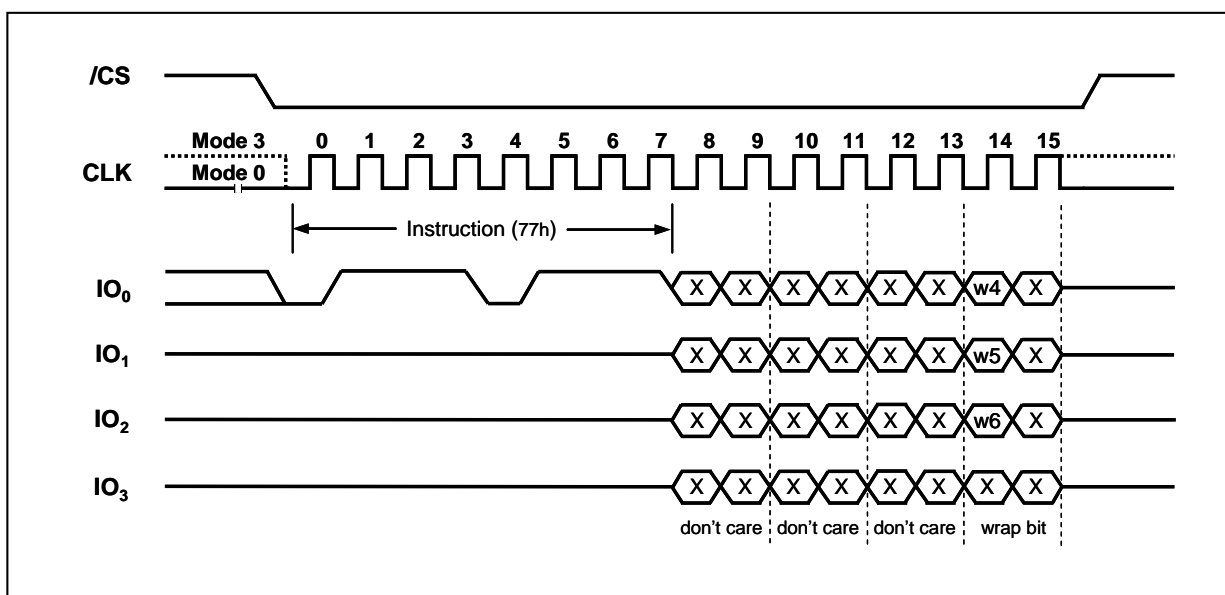 /CS
Mode 3 0 1 2 3 4 5 6 7 8 9 10 11 12 13 14 15
CLK Mode 0
Instruction (77h)
IO0 X X X X X X w4 X
IO1 X X X X X X w5 X
IO2 X X X X X X w6 X
IO3 X X X X X X X X
don't care don't care don't care wrap bit